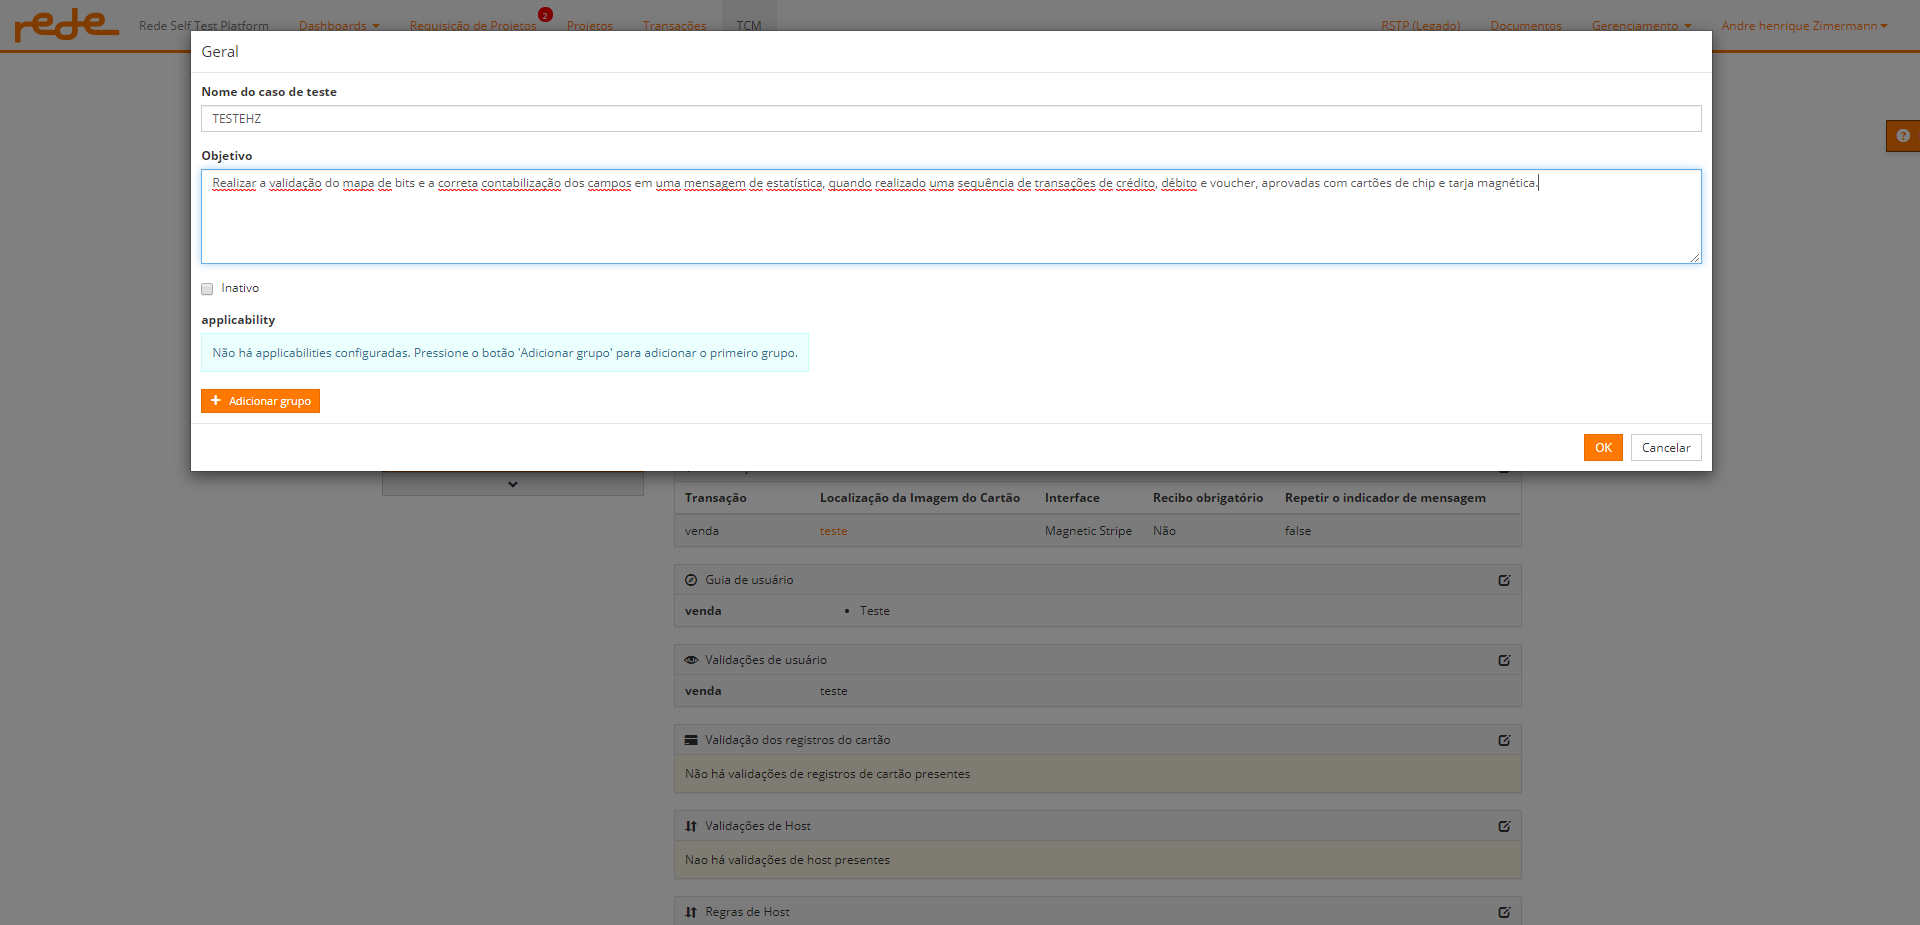 rede Rede Self Test Platform Dashboards Requisição de Projetos 2 Projetos Transações TCM RSTP (Legado) Documentos Gerenciamento Andre henrique Zimermann
Geral
Nome do caso de teste
TESTEHZ
Objetivo
Realizar a validação do mapa de bits e a correta contabilização dos campos em uma mensagem de estatística, quando realizado uma sequência de transações de crédito, débito e voucher, aprovadas com cartões de chip e tarja magnética.
Inativo
applicability
Não há applicabilities configuradas. Pressione o botão 'Adicionar grupo' para adicionar o primeiro grupo.
+ Adicionar grupo
OK Cancelar
Transação Localização da Imagem do Cartão Interface Recibo obrigatório Repetir o indicador de mensagem
venda teste Magnetic Stripe Não false
Guia de usuário
venda • Teste
Validações de usuário
venda teste
Validação dos registros do cartão
Não há validações de registros de cartão presentes
Validações de Host
Nao há validações de host presentes
Regras de Host